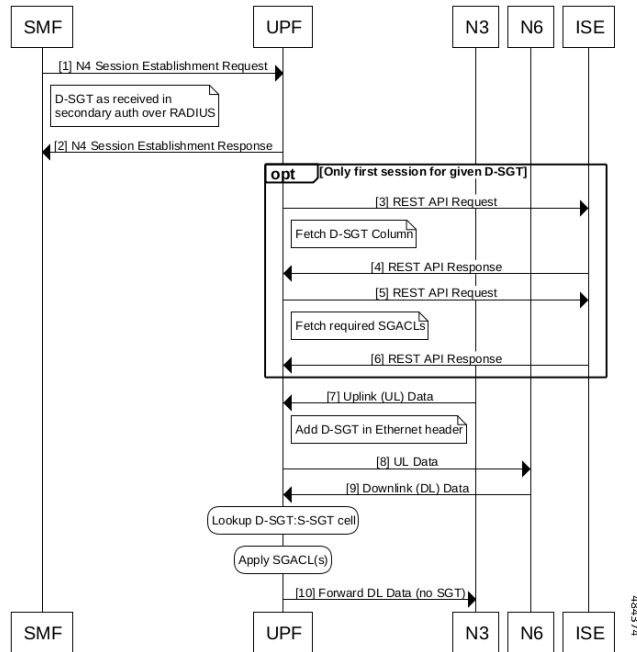 SMF UPF N3 N6 ISE
[1] N4 Session Establishment Request
D-SGT as received in
secondary auth over RADIUS
[2] N4 Session Establishment Response
opt [Only first session for given D-SGT]
[3] REST API Request
Fetch D-SGT Column
[4] REST API Response
[5] REST API Request
Fetch required SGACLs
[6] REST API Response
[7] Uplink (UL) Data
Add D-SGT in Ethernet header
[8] UL Data
[9] Downlink (DL) Data
Lookup D-SGT:S-SGT cell
Apply SGACL(s)
[10] Forward DL Data (no SGT)
SMF UPF N3 N6 ISE
484374